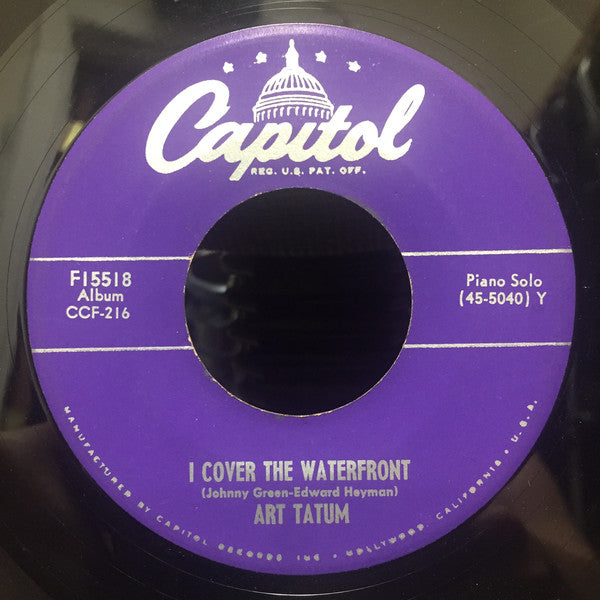 Capitol
REG. U.S. PAT. OFF.
F15518
Album
CCF-216
Piano Solo
(45-5040) Y
I COVER THE WATERFRONT
(Johnny Green-Edward Heyman)
ART TATUM
MANUFACTURED BY CAPITOL RECORDS INC • HOLLYWOOD, CALIFORNIA • U.S.A.